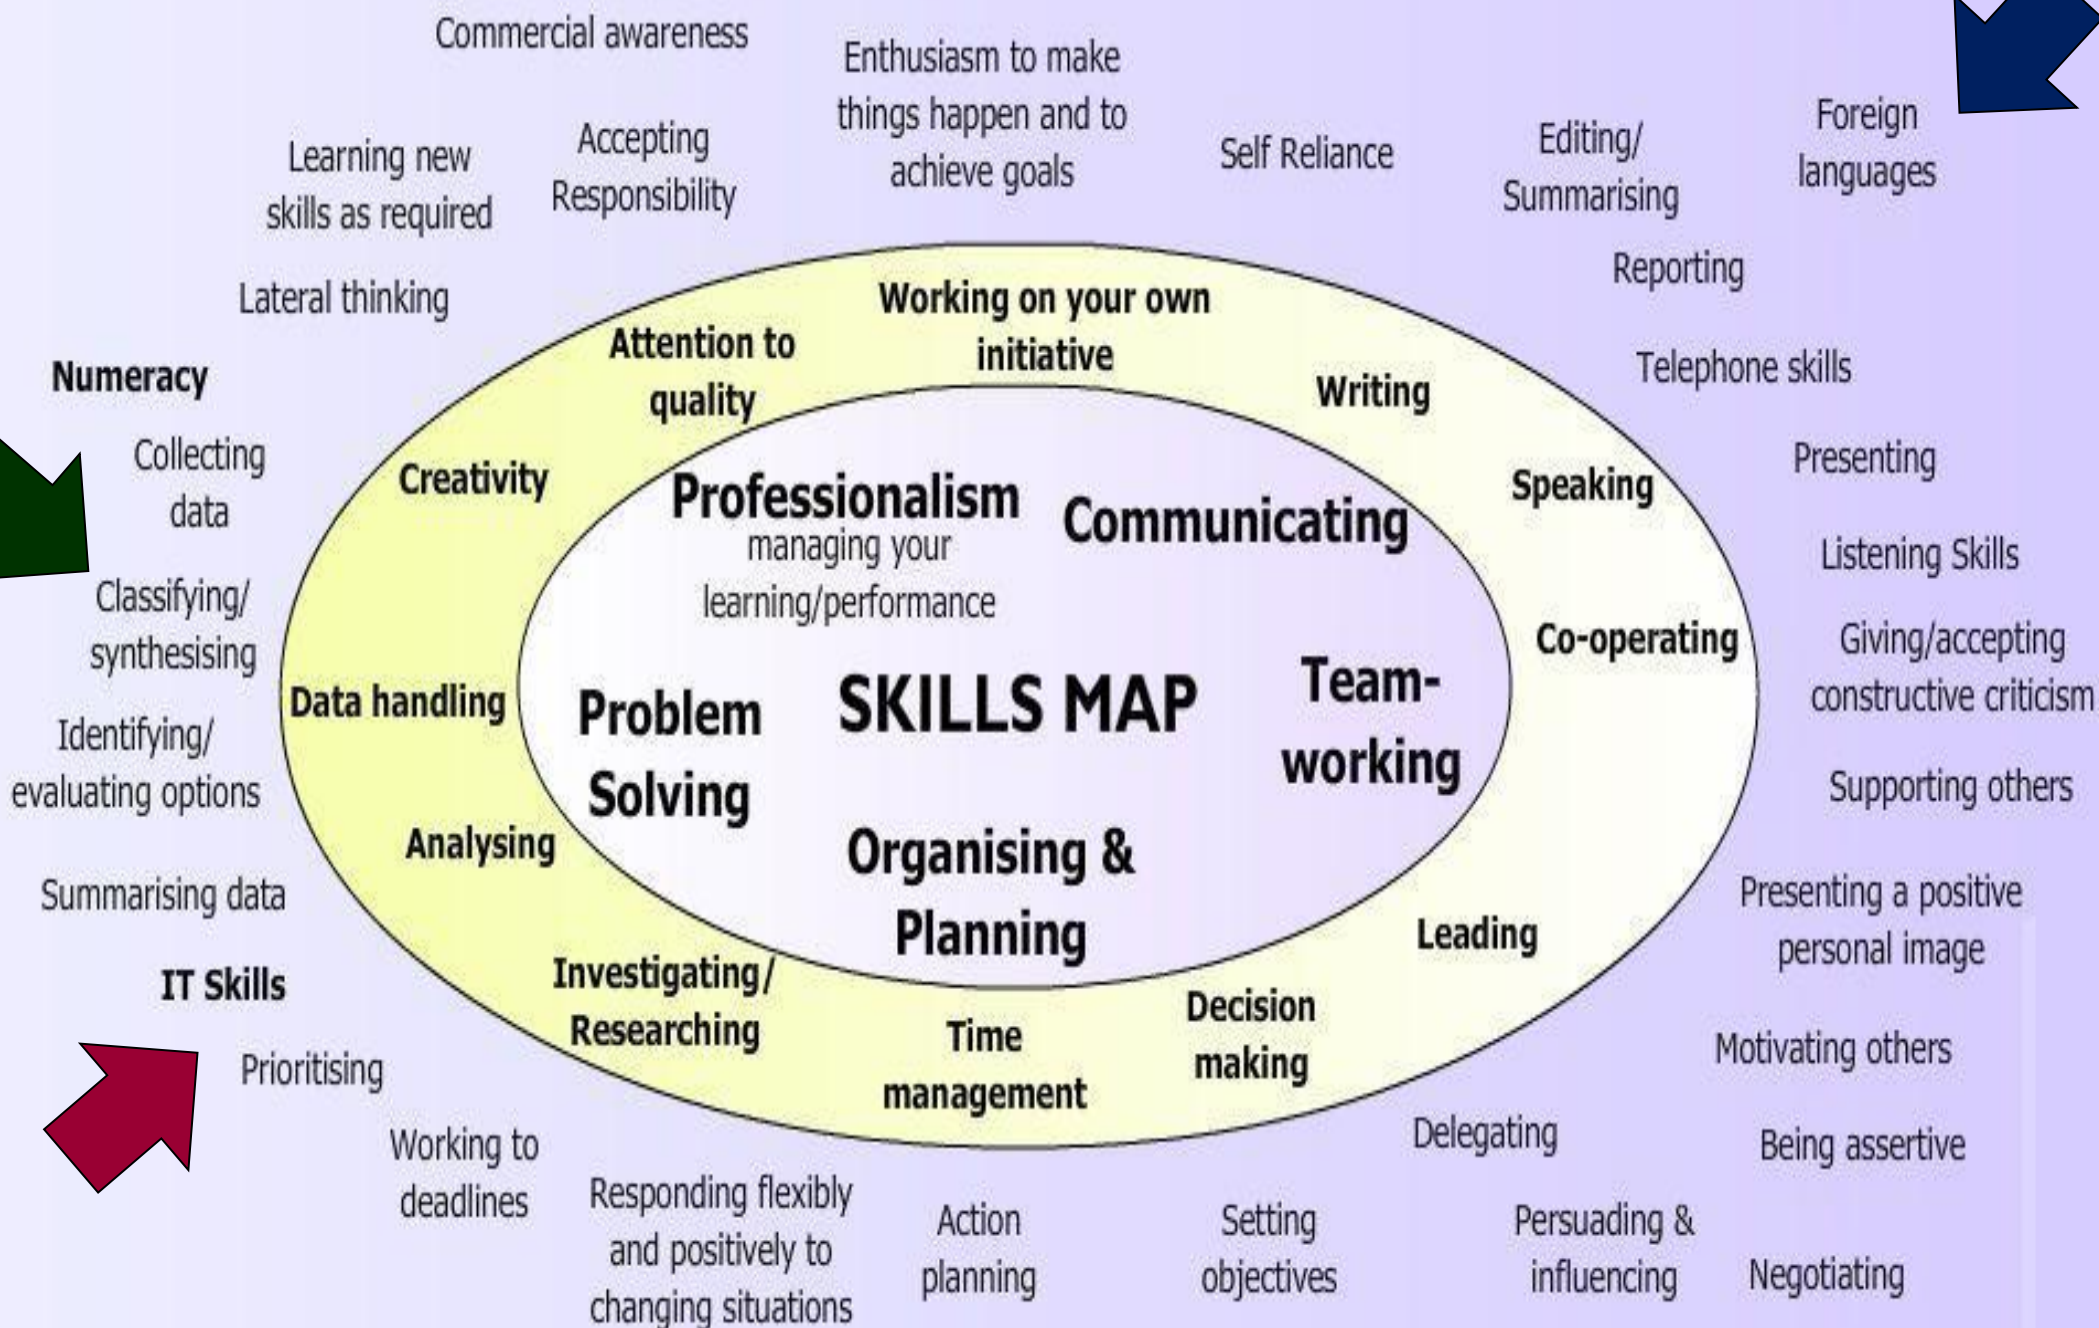 Commercial awareness
Enthusiasm to make
things happen and to
achieve goals
Learning new
skills as required
Accepting
Responsibility
Self Reliance
Editing/
Summarising
Foreign
languages
Reporting
Lateral thinking
Telephone skills
Numeracy
Presenting
Collecting
data
Listening Skills
Classifying/
synthesising
Giving/accepting
constructive criticism
Identifying/
evaluating options
Supporting others
Summarising data
Presenting a positive
personal image
IT Skills
Motivating others
Prioritising
Being assertive
Working to
deadlines
Delegating
Responding flexibly
and positively to
changing situations
Action
planning
Setting
objectives
Persuading &
influencing
Negotiating
Working on your own
initiative
Attention to
quality
Writing
Creativity
Speaking
Co-operating
Data handling
Analysing
Leading
Investigating/
Researching
Time
management
Decision
making
Professionalism
managing your
learning/performance
Communicating
Problem
Solving
SKILLS MAP
Team-
working
Organising &
Planning